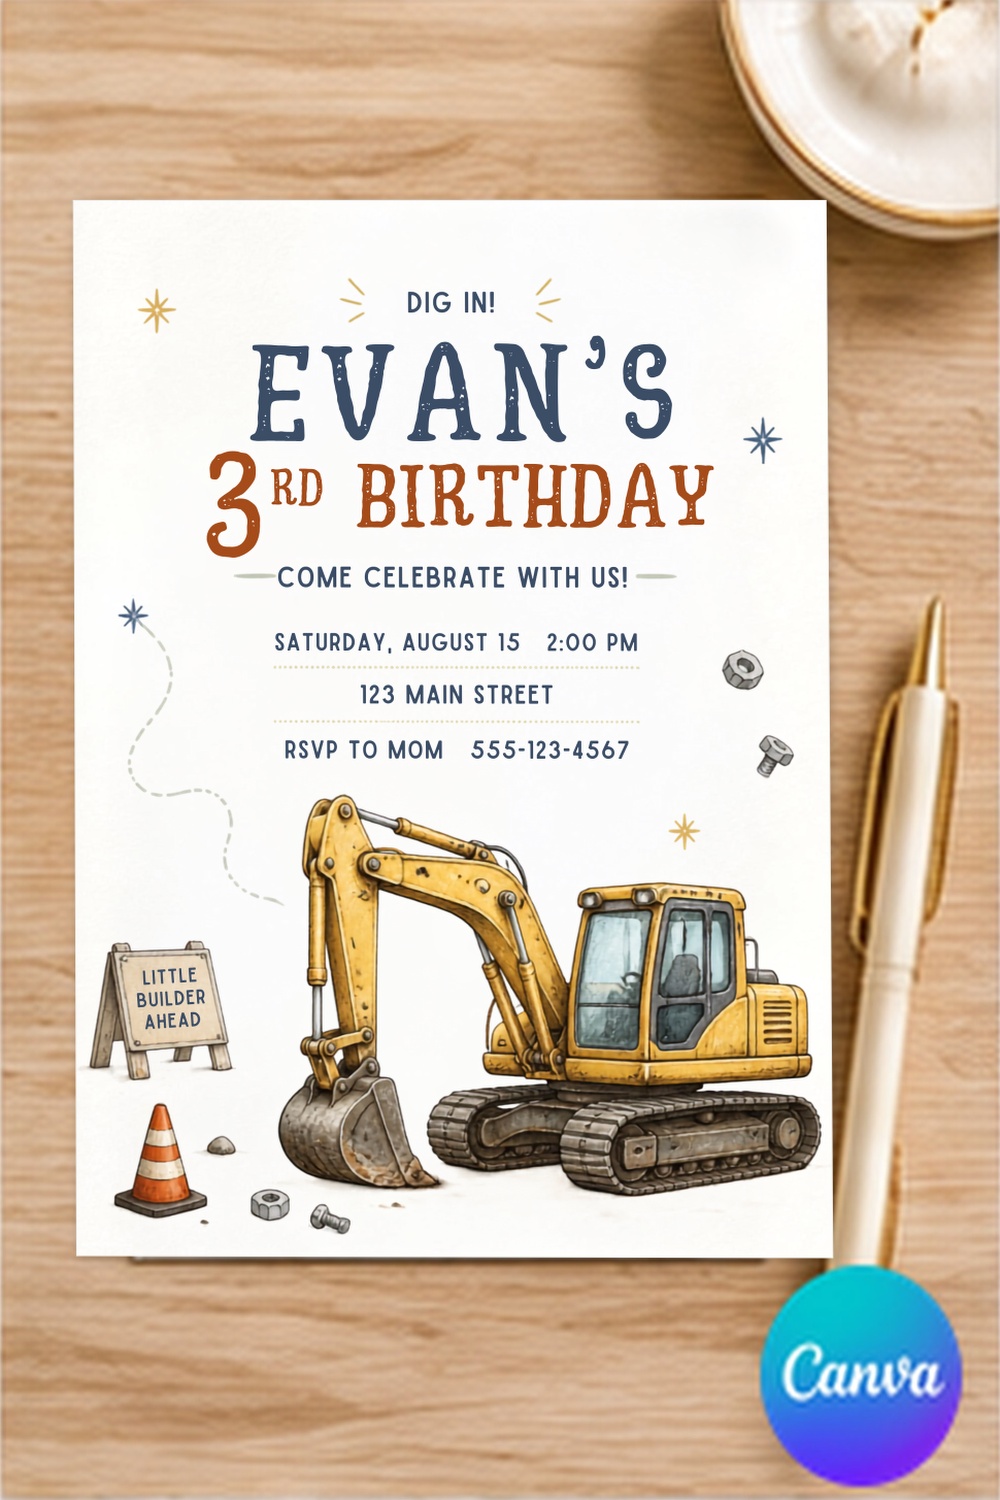 DIG IN!
EVAN'S
3RD BIRTHDAY
COME CELEBRATE WITH US!
SATURDAY, AUGUST 15 2:00 PM
123 MAIN STREET
RSVP TO MOM 555-123-4567
LITTLE
BUILDER
AHEAD
Canva